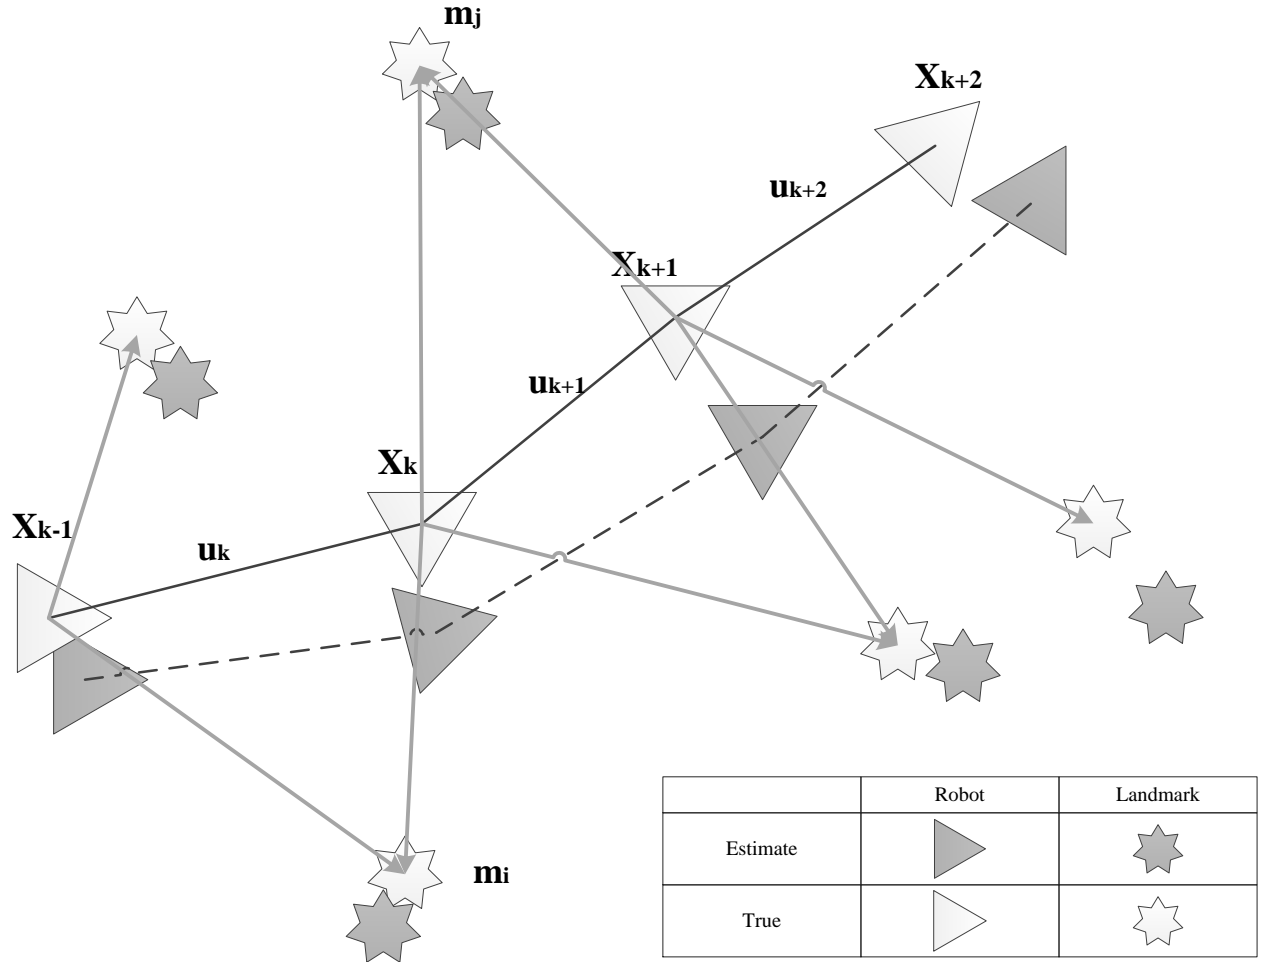 mj
Xk+2
uk+2
Xk+1
uk+1
Xk
Xk-1
uk
mi
Robot Landmark
Estimate
True